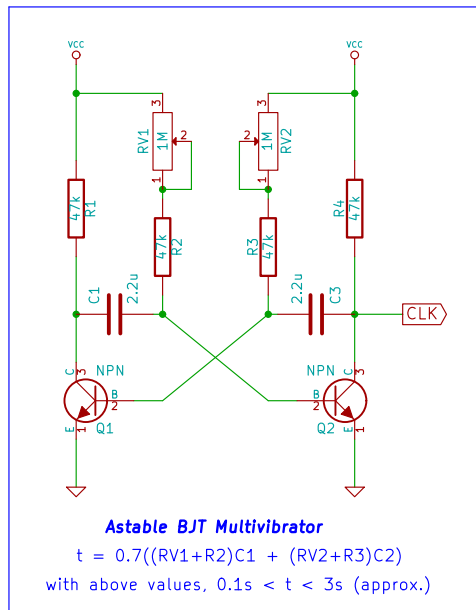 VCC VCC
3 3
RV1 1M 2 2 1M RV2
1 1
47k R1 47k R2 47k R3 47k R4
C1 2.2u 2.2u C3
CLK
C 3 NPN NPN C 3
B 2 B 2
E 1 Q1 Q2 E 1
Astable BJT Multivibrator
t = 0.7((RV1+R2)C1 + (RV2+R3)C2)
with above values, 0.1s < t < 3s (approx.)